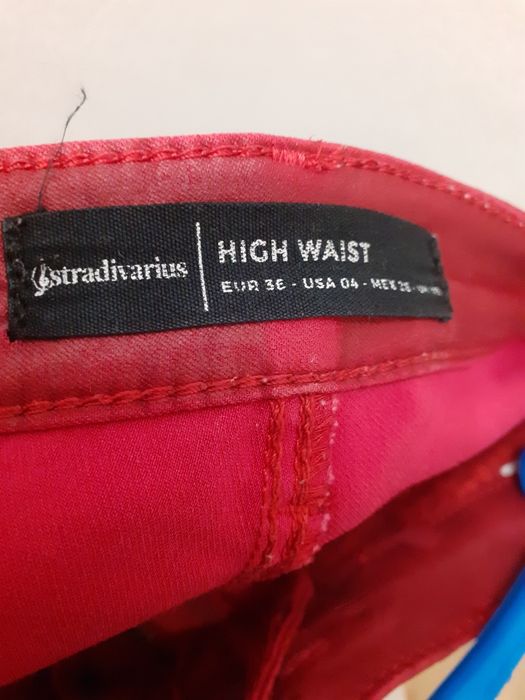 stradivarius
HIGH WAIST
EUR 36 - USA 04 - MEX 26